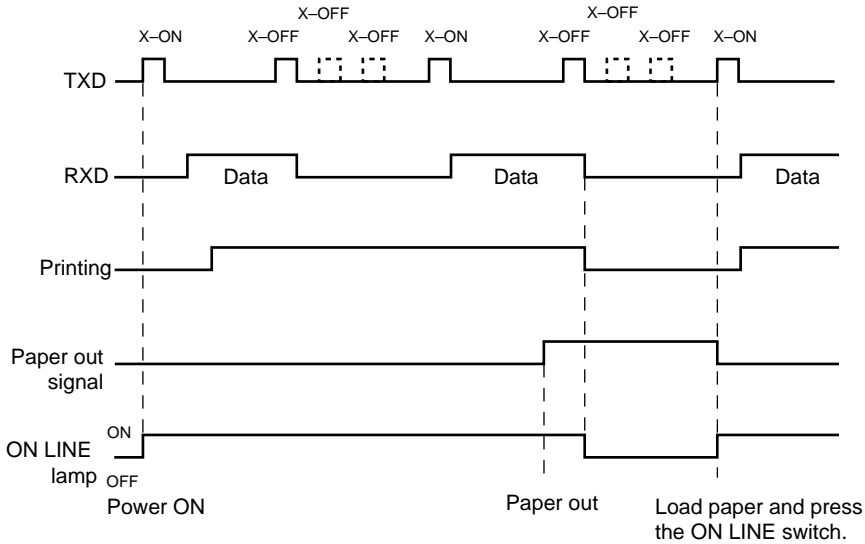 X–OFF X–OFF
X–ON X–OFF X–OFF X–ON X–OFF X–OFF X–ON
TXD
RXD Data Data Data
Printing
Paper out
signal
ON
ON LINE
lamp
OFF
Power ON
Paper out
Load paper and press
the ON LINE switch.